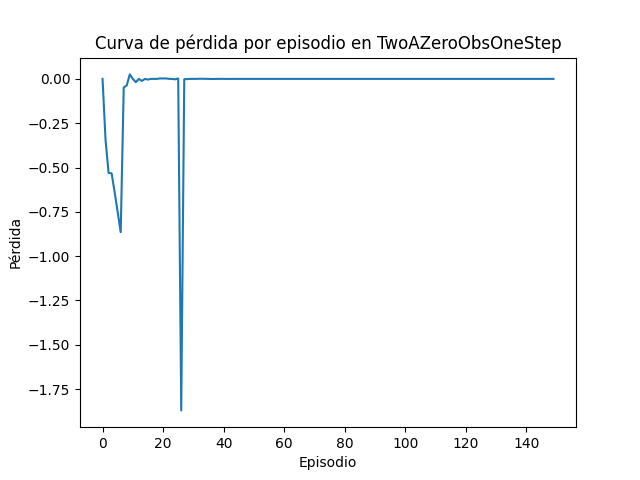 Curva de pérdida por episodio en TwoAZeroObsOneStep
0.00
−0.25
−0.50
−0.75
−1.00
−1.25
−1.50
−1.75
Pérdida
0 20 40 60 80 100 120 140
Episodio